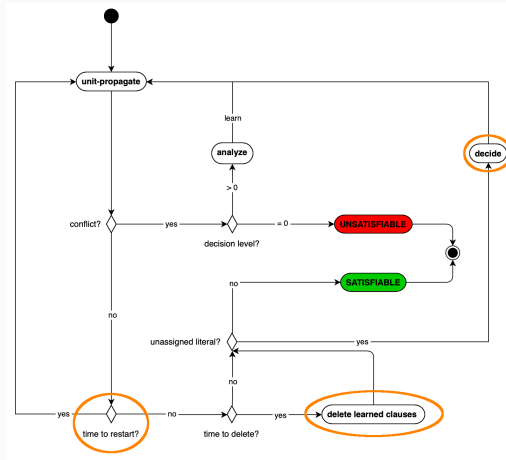 unit-propagate
learn
analyze
decide
> 0
conflict?
yes
= 0
UNSATISFIABLE
decision level?
no
SATISFIABLE
no
unassigned literal?
yes
no
yes
no
yes
delete learned clauses
time to restart?
time to delete?